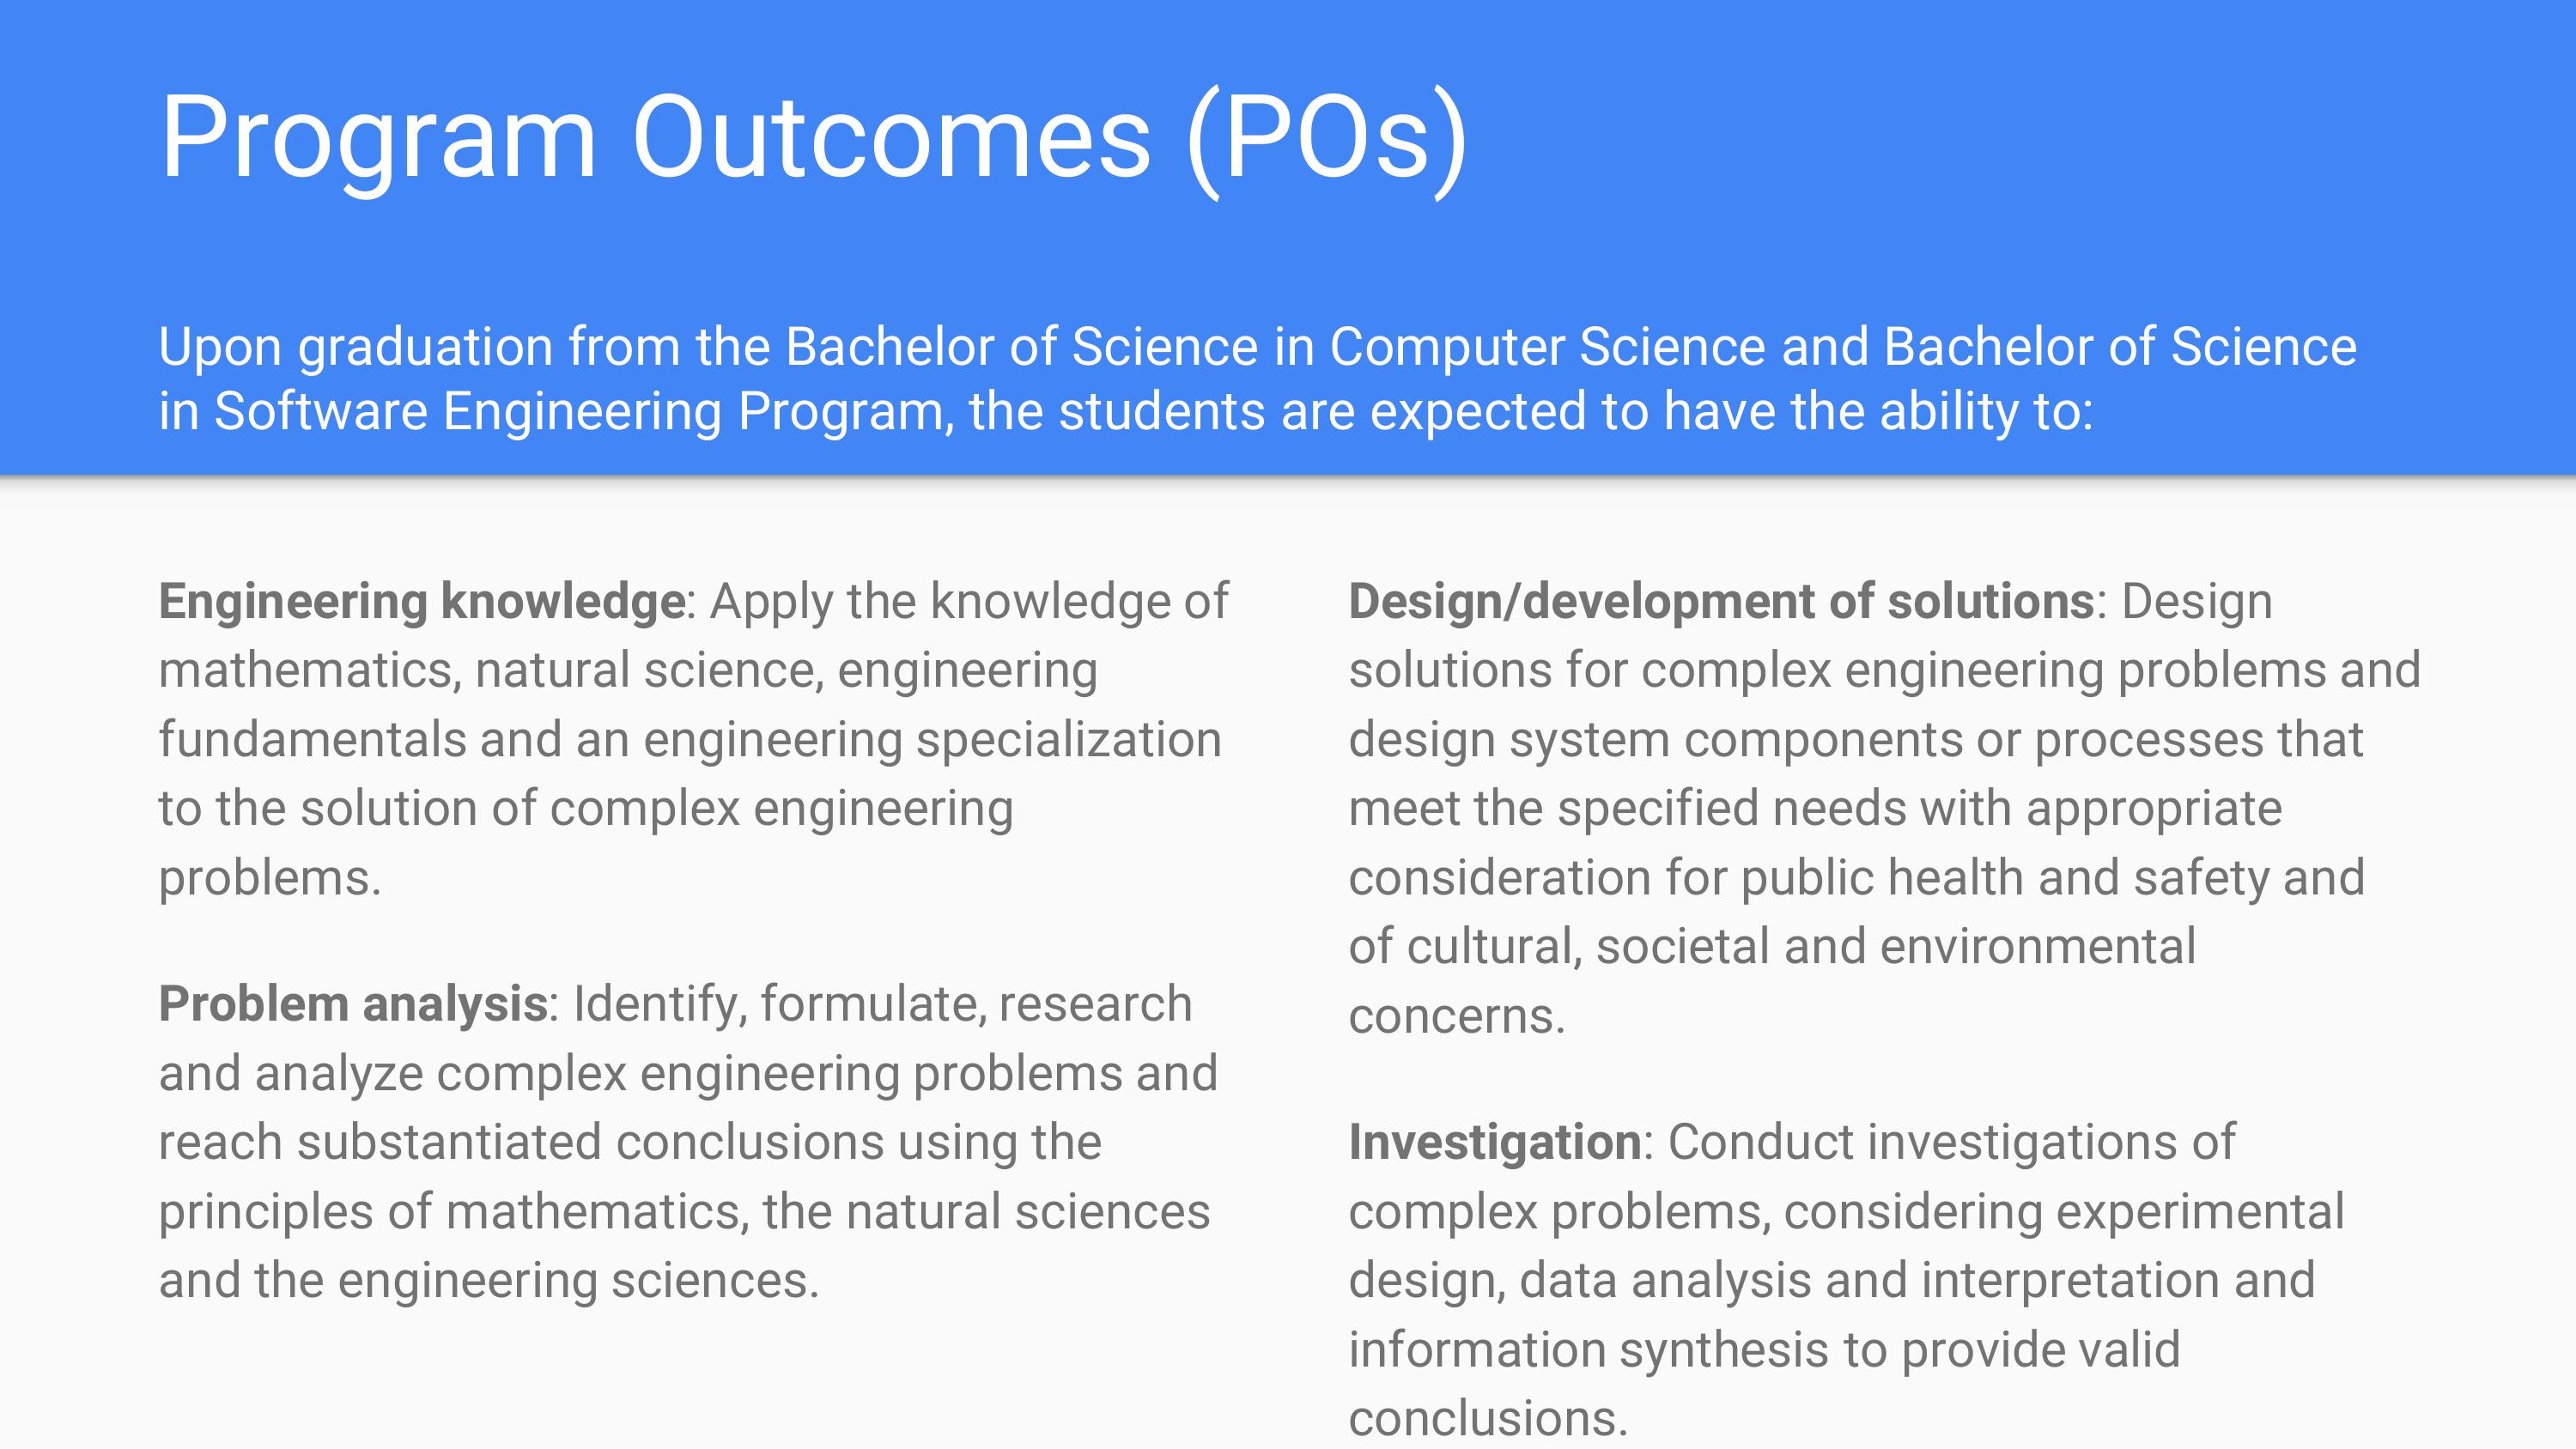 Program Outcomes (POs)
Upon graduation from the Bachelor of Science in Computer Science and Bachelor of Science
in Software Engineering Program, the students are expected to have the ability to:
Engineering knowledge: Apply the knowledge of
mathematics, natural science, engineering
fundamentals and an engineering specialization
to the solution of complex engineering
problems.
Problem analysis: Identify, formulate, research
and analyze complex engineering problems and
reach substantiated conclusions using the
principles of mathematics, the natural sciences
and the engineering sciences.
Design/development of solutions: Design
solutions for complex engineering problems and
design system components or processes that
meet the specified needs with appropriate
consideration for public health and safety and
of cultural, societal and environmental
concerns.
Investigation: Conduct investigations of
complex problems, considering experimental
design, data analysis and interpretation and
information synthesis to provide valid
conclusions.